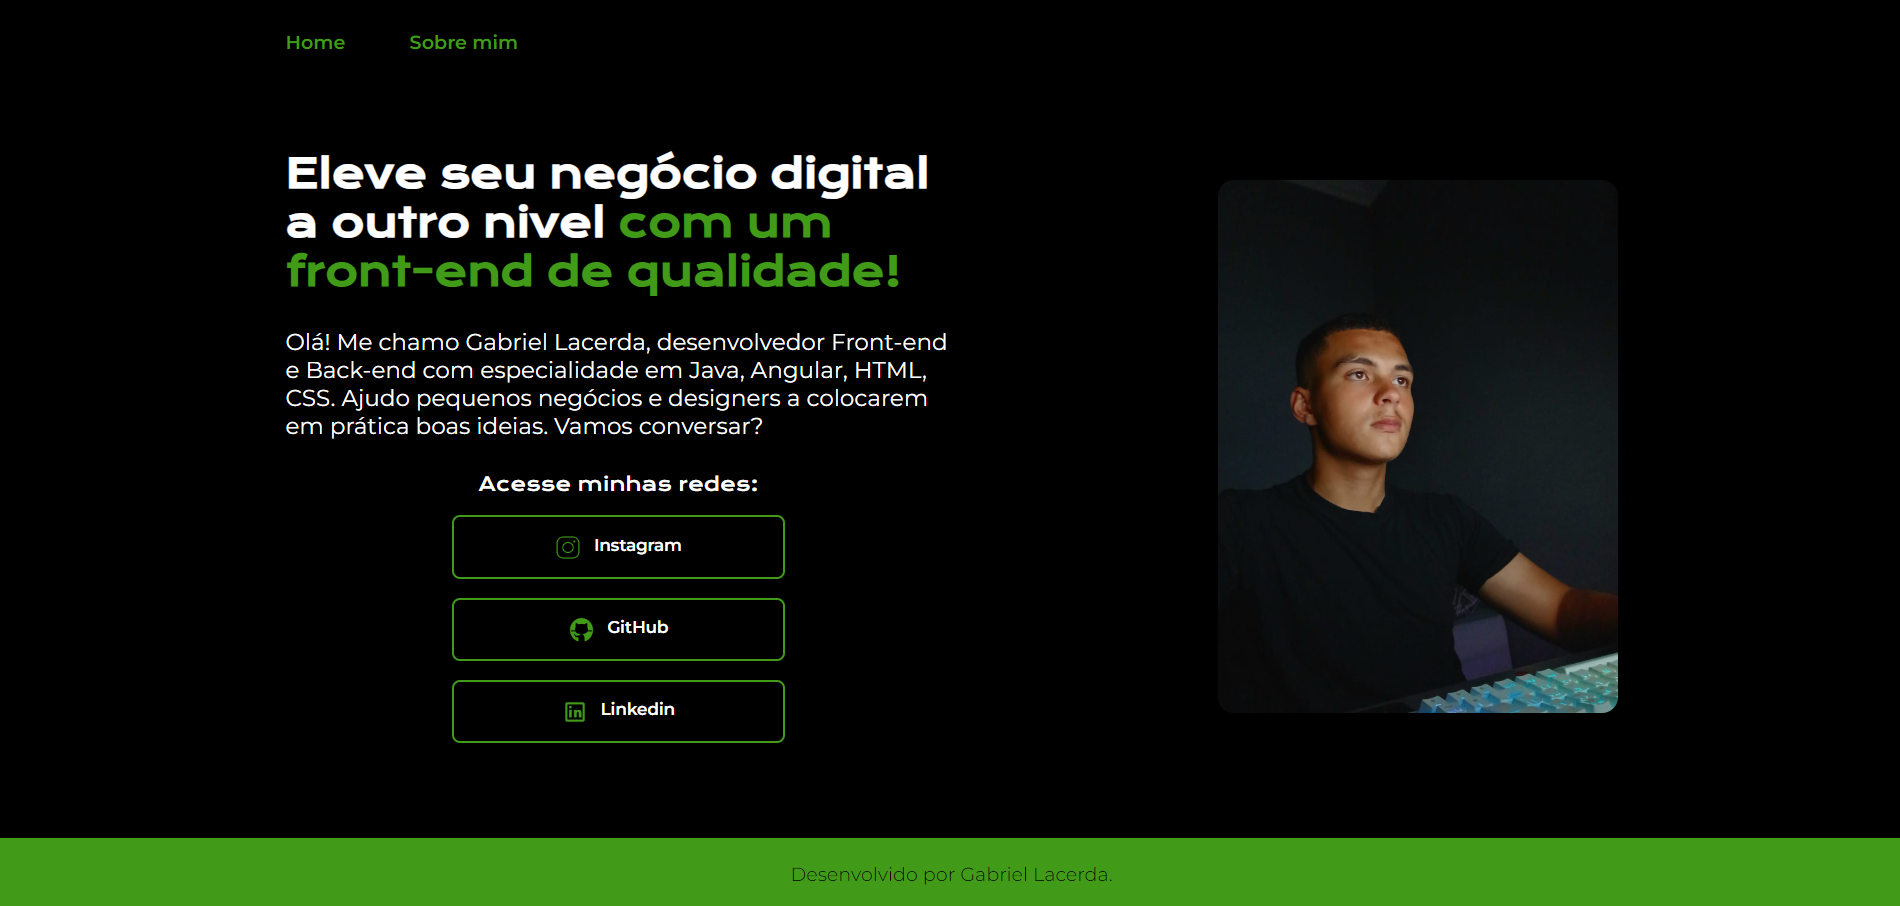 Home
Sobre mim
Eleve seu negócio digital
a outro nivel com um
front-end de qualidade!
Olá! Me chamo Gabriel Lacerda, desenvolvedor Front-end
e Back-end com especialidade em Java, Angular, HTML,
CSS. Ajudo pequenos negócios e designers a colocarem
em prática boas ideias. Vamos conversar?
Acesse minhas redes:
Instagram
GitHub
Linkedin
Desenvolvido por Gabriel Lacerda.